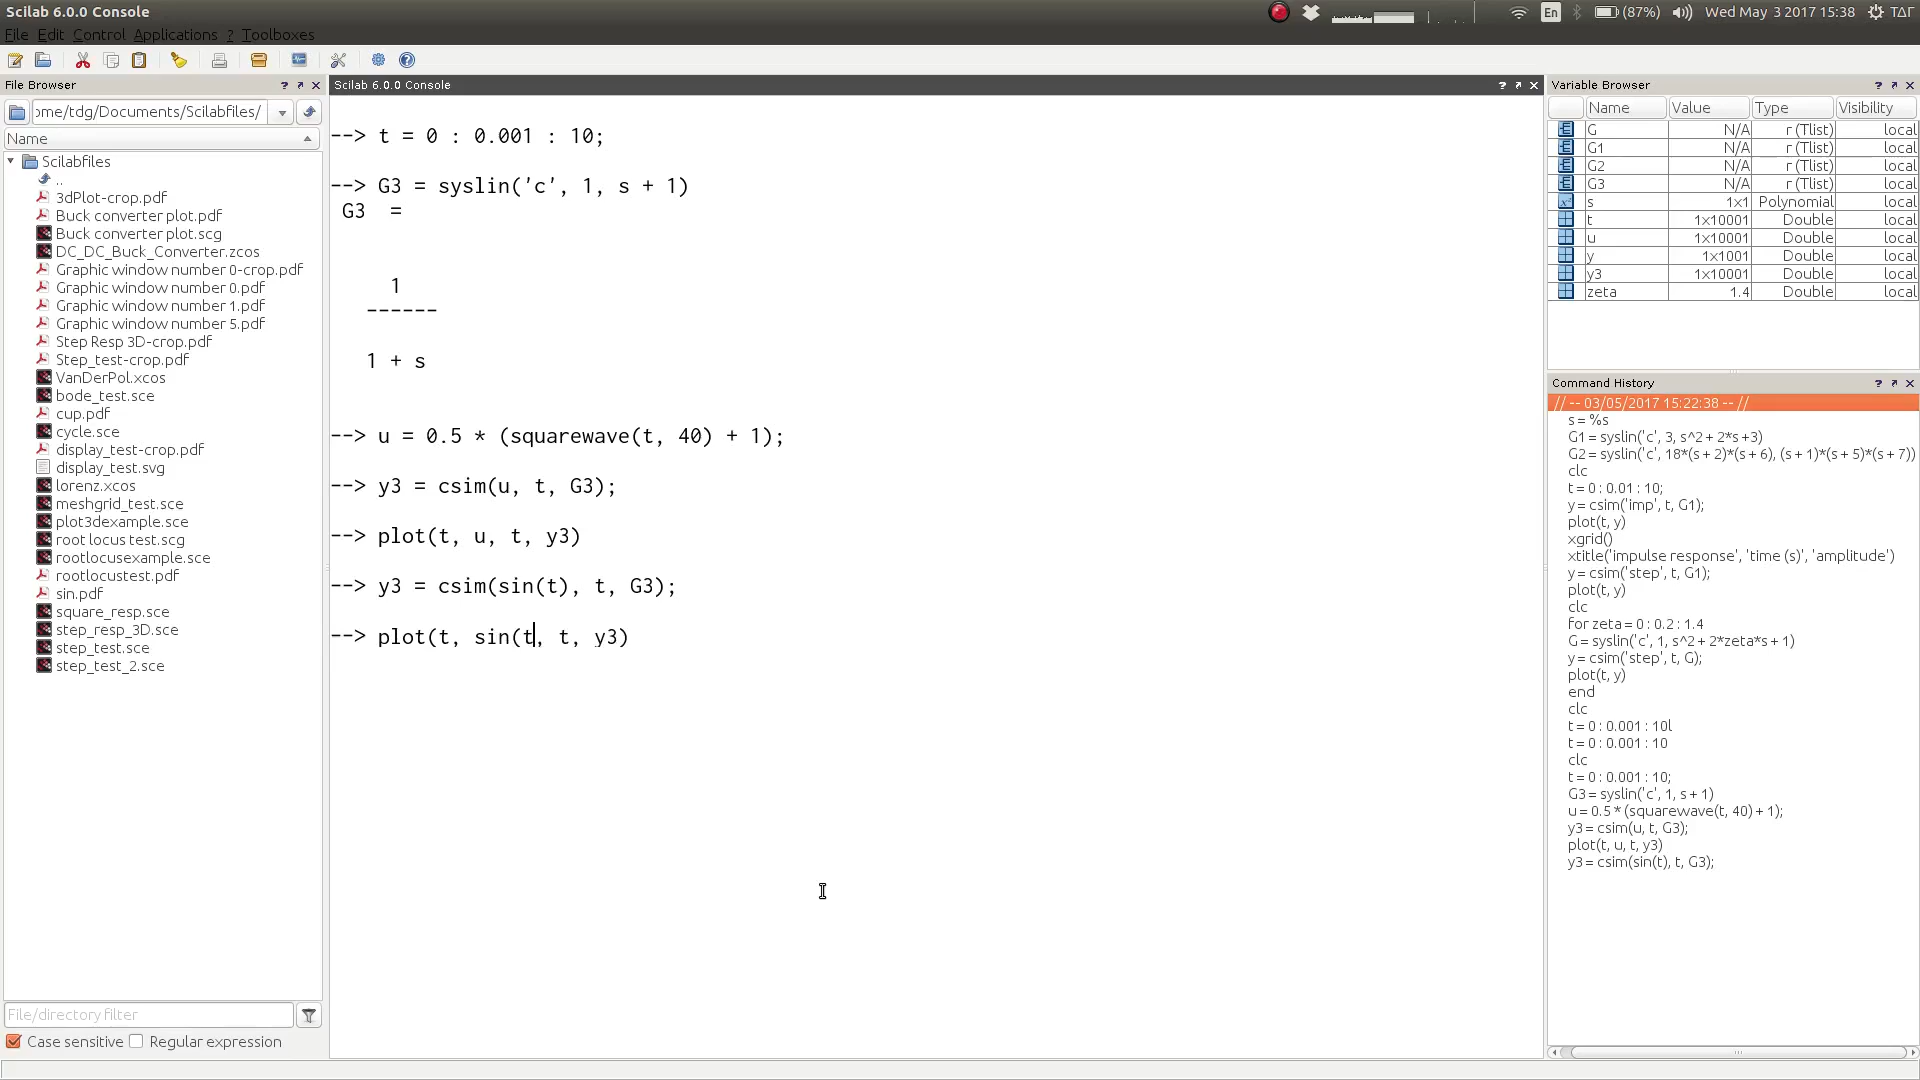 Scilab 6.0.0 Console
En (87%) Wed May 3 2017 15:38 ΤΔΓ
File Edit Control Applications ? Toolboxes
File Browser
ome/tdg/Documents/Scilabfiles/
Name
Scilabfiles
..
3dPlot-crop.pdf
Buck converter plot.pdf
Buck converter plot.scg
DC_DC_Buck_Converter.zcos
Graphic window number 0-crop.pdf
Graphic window number 0.pdf
Graphic window number 1.pdf
Graphic window number 5.pdf
Step Resp 3D-crop.pdf
Step_test-crop.pdf
VanDerPol.xcos
bode_test.sce
cup.pdf
cycle.sce
display_test-crop.pdf
display_test.svg
lorenz.xcos
meshgrid_test.sce
plot3dexample.sce
root locus test.scg
rootlocusexample.sce
rootlocustest.pdf
sin.pdf
square_resp.sce
step_resp_3D.sce
step_test.sce
step_test_2.sce
File/directory filter
Case sensitive Regular expression
Scilab 6.0.0 Console
--> t = 0 : 0.001 : 10;
--> G3 = syslin('c', 1, s + 1)
G3 =
1
------
1 + s
--> u = 0.5 * (squarewave(t, 40) + 1);
--> y3 = csim(u, t, G3);
--> plot(t, u, t, y3)
--> y3 = csim(sin(t), t, G3);
--> plot(t, sin(t, t, y3)
Variable Browser
Name Value Type Visibility
G N/A r (Tlist) local
G1 N/A r (Tlist) local
G2 N/A r (Tlist) local
G3 N/A r (Tlist) local
s 1x1 Polynomial local
t 1x10001 Double local
u 1x10001 Double local
y 1x1001 Double local
y3 1x10001 Double local
zeta 1.4 Double local
Command History
// -- 03/05/2017 15:22:38 -- //
s = %s
G1 = syslin('c', 3, s^2 + 2*s +3)
G2 = syslin('c', 18*(s + 2)*(s + 6), (s + 1)*(s + 5)*(s + 7))
clc
t = 0 : 0.01 : 10;
y = csim('imp', t, G1);
plot(t, y)
xgrid()
xtitle('impulse response', 'time (s)', 'amplitude')
y = csim('step', t, G1);
plot(t, y)
clc
for zeta = 0 : 0.2 : 1.4
G = syslin('c', 1, s^2 + 2*zeta*s + 1)
y = csim('step', t, G);
plot(t, y)
end
clc
t = 0 : 0.001 : 10l
t = 0 : 0.001 : 10
clc
t = 0 : 0.001 : 10;
G3 = syslin('c', 1, s + 1)
u = 0.5 * (squarewave(t, 40) + 1);
y3 = csim(u, t, G3);
plot(t, u, t, y3)
y3 = csim(sin(t), t, G3);